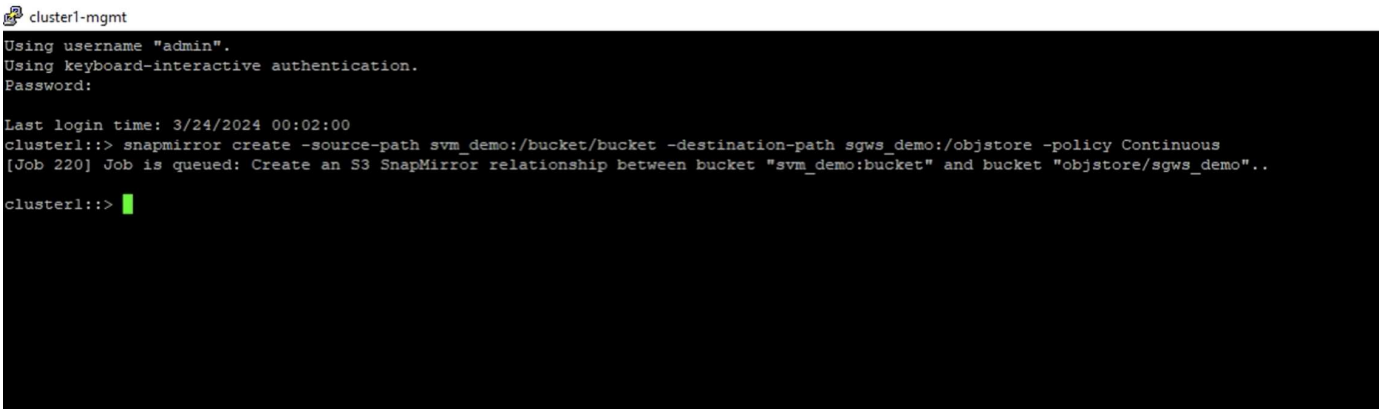 cluster1-mgmt
Using username "admin".
Using keyboard-interactive authentication.
Password:
Last login time: 3/24/2024 00:02:00
cluster1::> snapmirror create -source-path svm_demo:/bucket/bucket -destination-path sgws_demo:/objstore -policy Continuous
[Job 220] Job is queued: Create an S3 SnapMirror relationship between bucket "svm_demo:bucket" and bucket "objstore/sgws_demo"..
cluster1::>